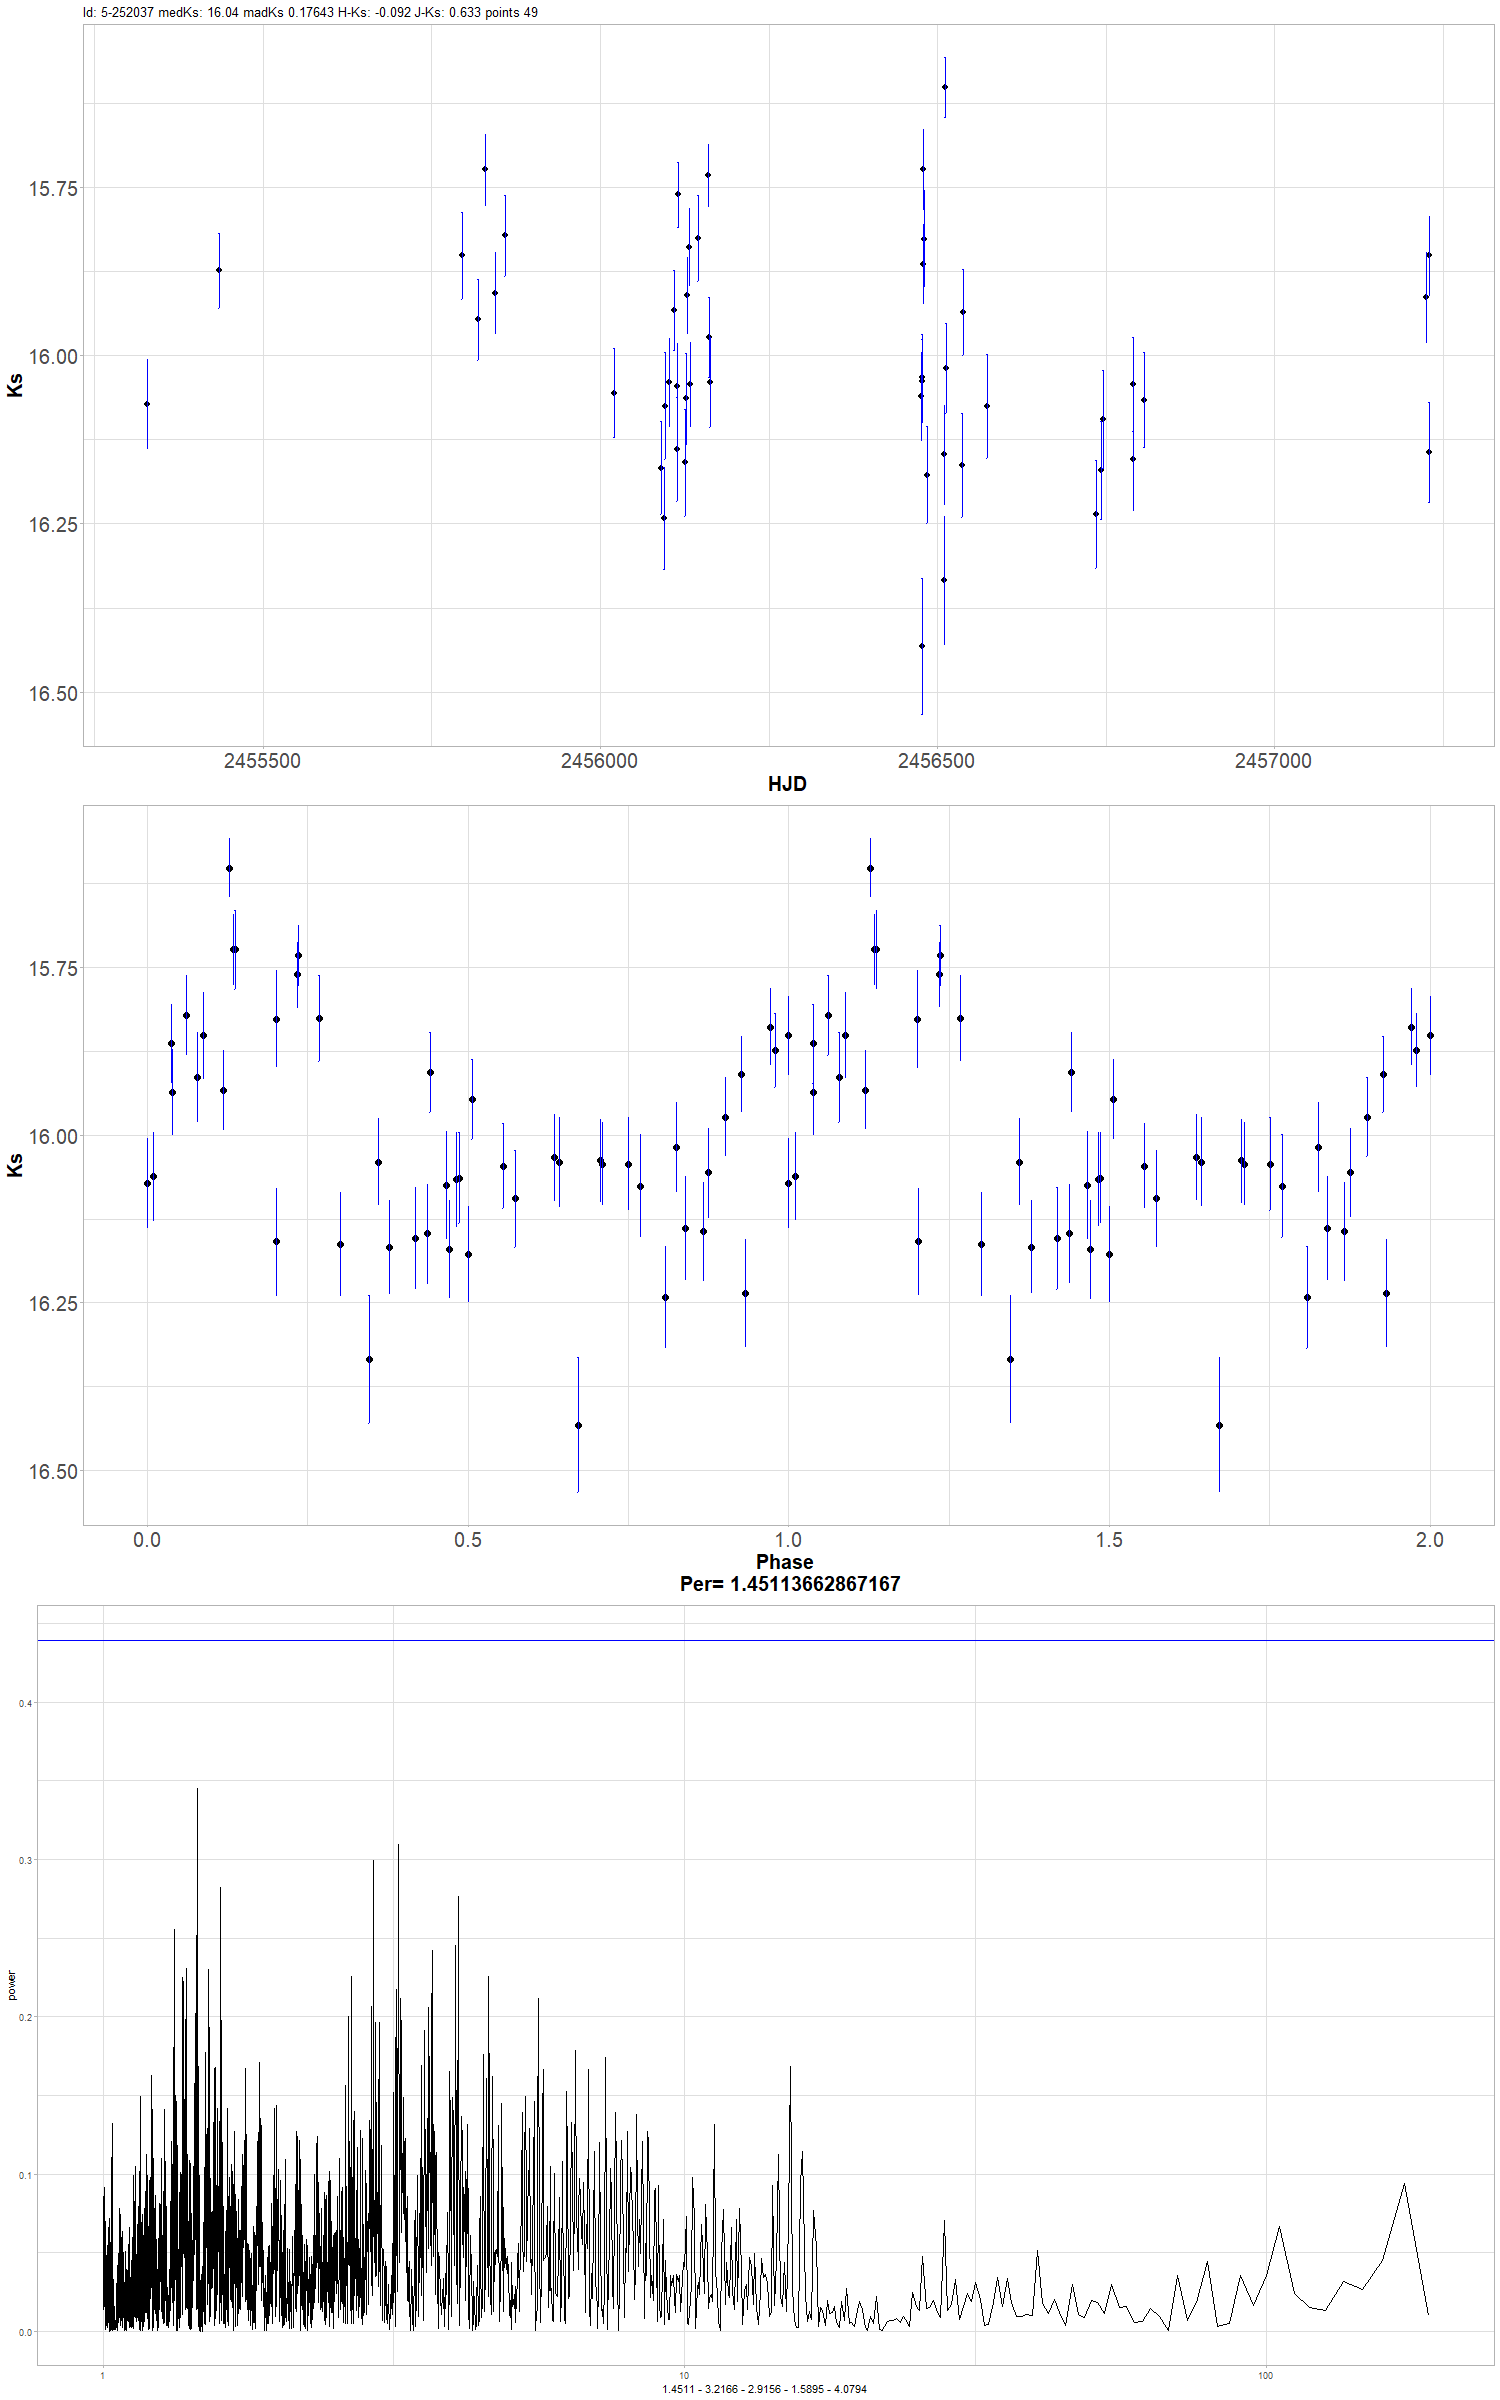 Id: 5-252037 medKs: 16.04 madKs 0.17643 H-Ks: -0.092 J-Ks: 0.633 points 49
15.75
16.00
16.25
16.50
Ks
2455500 2456000 2456500 2457000
HJD
15.75
16.00
16.25
16.50
Ks
0.0 0.5 1.0 1.5 2.0
Phase
Per= 1.45113662867167
0.4
0.3
0.2
0.1
0.0
power
1 10 100
1.4511 - 3.2166 - 2.9156 - 1.5895 - 4.0794